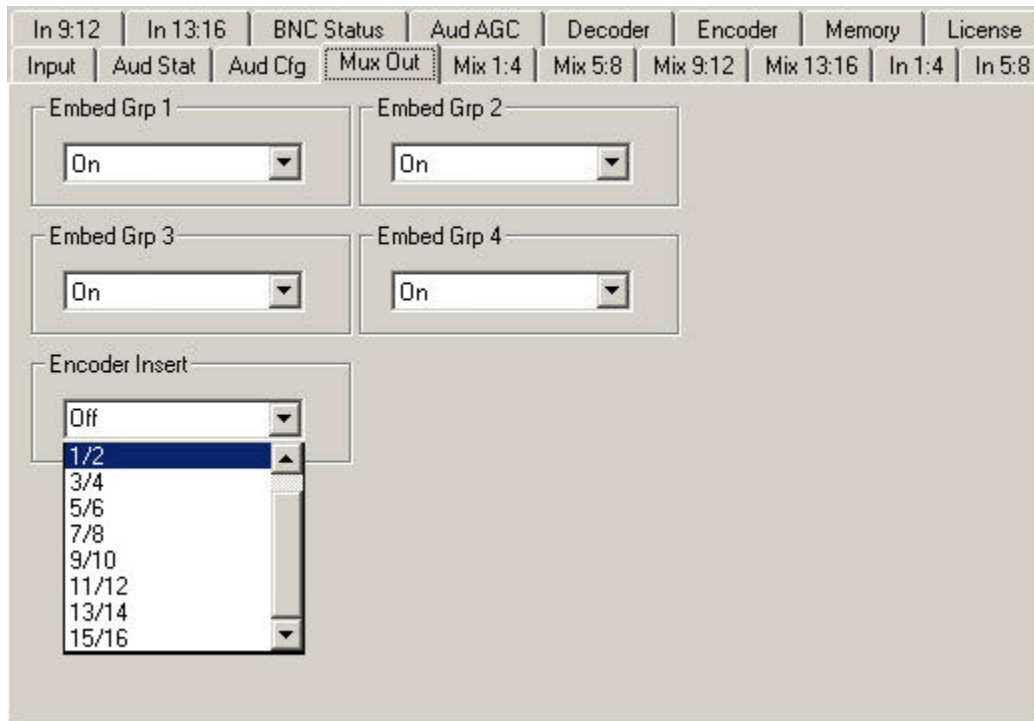 In 9:12 In 13:16 BNC Status Aud AGC Decoder Encoder Memory License
Input Aud Stat Aud Cfg Mux Out Mix 1:4 Mix 5:8 Mix 9:12 Mix 13:16 In 1:4 In 5:8
Embed Grp 1 Embed Grp 2
On On
Embed Grp 3 Embed Grp 4
On On
Encoder Insert
Off
1/2
3/4
5/6
7/8
9/10
11/12
13/14
15/16